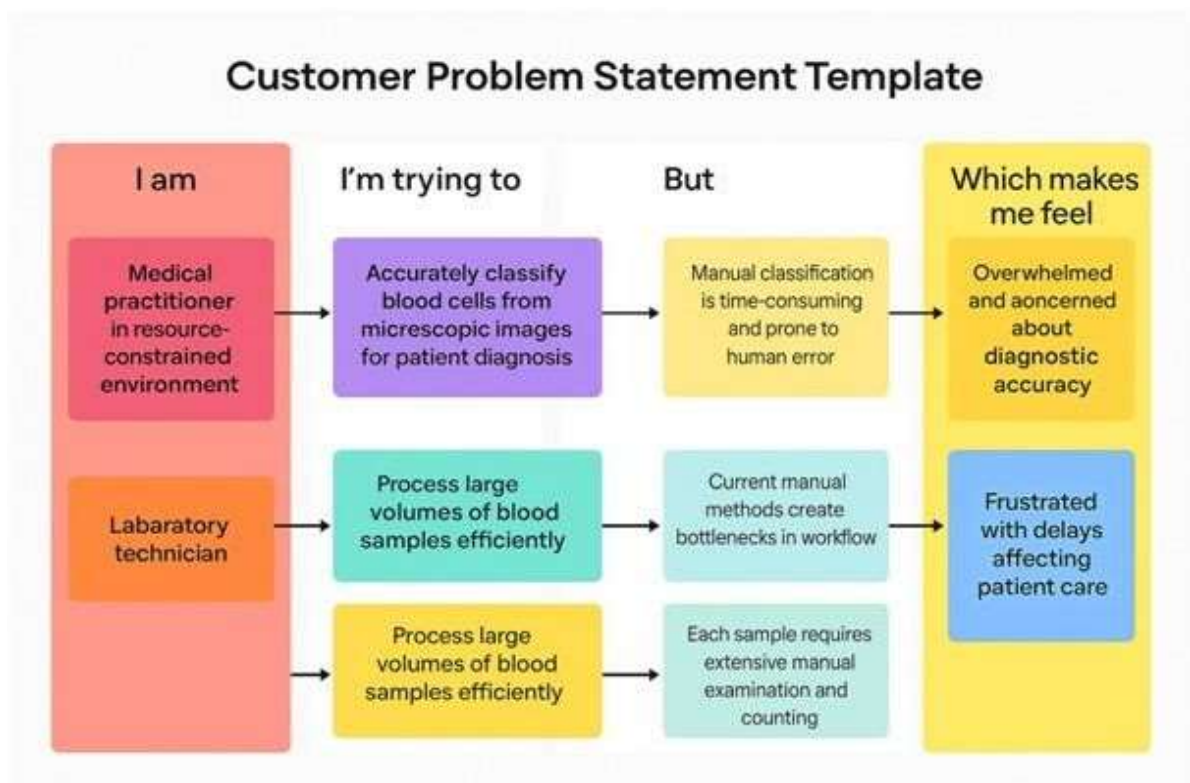 Customer Problem Statement Template
I am
I'm trying to
But
Which makes
me feel
Medical
practitioner
in resource-
constrained
environment
Accurately classify
blood cells from
micrescopic images
for patient diagnosis
Manual classification
is time-consuming
and prone to
human error
Overwhelmed
and aoncerned
about
diagnostic
accuracy
Labaratory
technician
Process large
volumes of blood
samples efficiently
Current manual
methods create
bottlenecks in workflow
Frustrated
with delays
affecting
patient care
Process large
volumes of blood
samples efficiently
Each sample requires
extensive manual
examination and
counting